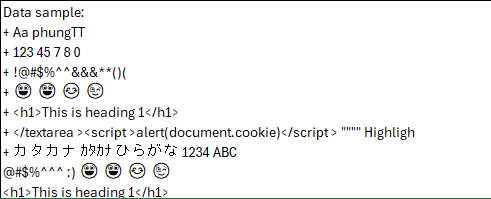 Data sample:
+ Aa phungTT
+ 123 45 7 8 0
+ !@#$%^^&&&**()(
+ 😃 😃 😊 😉
+ <h1>This is heading 1</h1>
+ </textarea ><script >alert(document.cookie)</script > """" Highligh
+ カ タ カ ナ ｶﾀｶﾅ ひ ら が な 1234 ABC
@#$%^^^ :) 😃 😃 😊 😉
<h1>This is heading 1</h1>